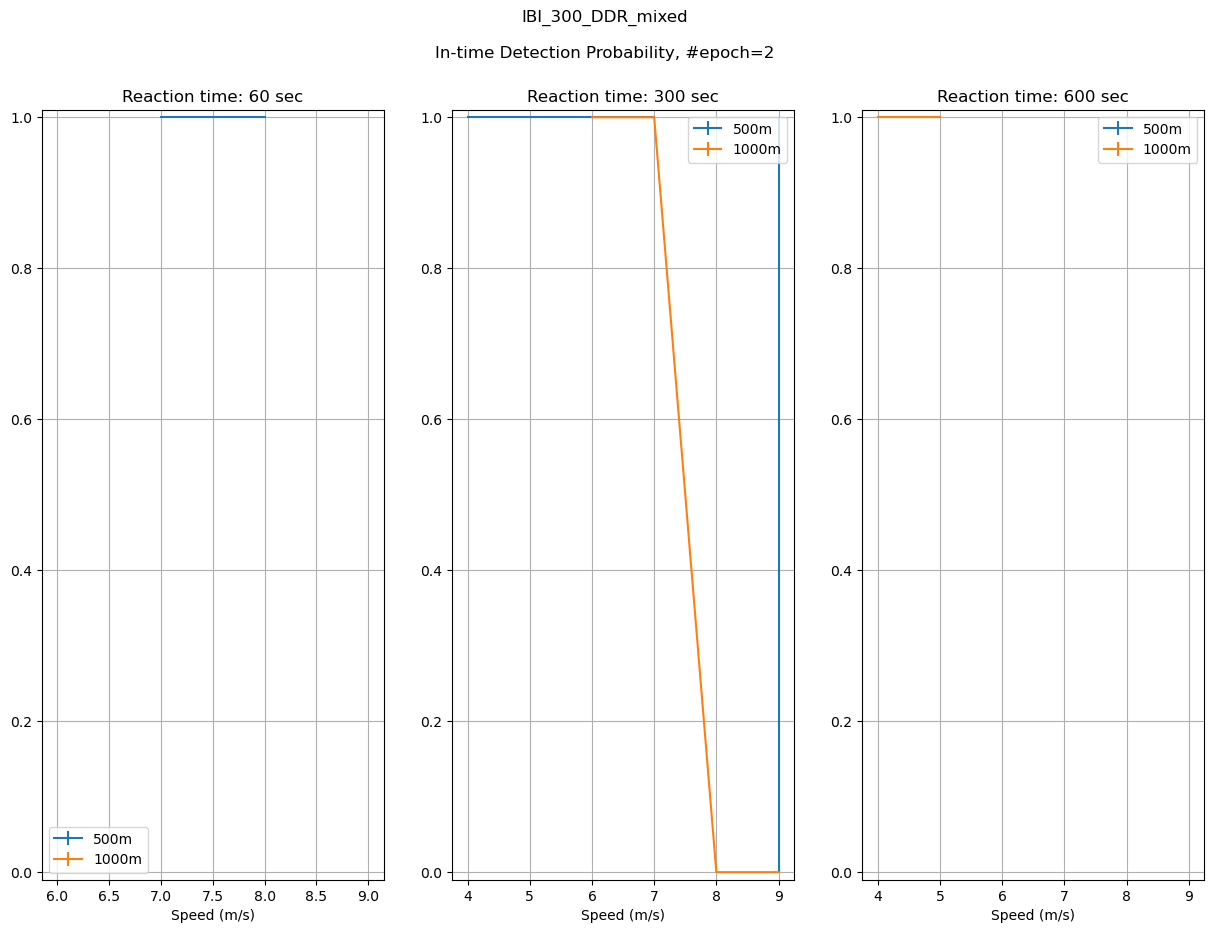 IBI_300_DDR_mixed
In-time Detection Probability, #epoch=2
Reaction time: 60 sec
1.0
0.8
0.6
0.4
0.2
0.0
500m
1000m
6.0 6.5 7.0 7.5 8.0 8.5 9.0
Speed (m/s)
Reaction time: 300 sec
1.0
0.8
0.6
0.4
0.2
0.0
500m
1000m
4 5 6 7 8 9
Speed (m/s)
Reaction time: 600 sec
1.0
0.8
0.6
0.4
0.2
0.0
500m
1000m
4 5 6 7 8 9
Speed (m/s)